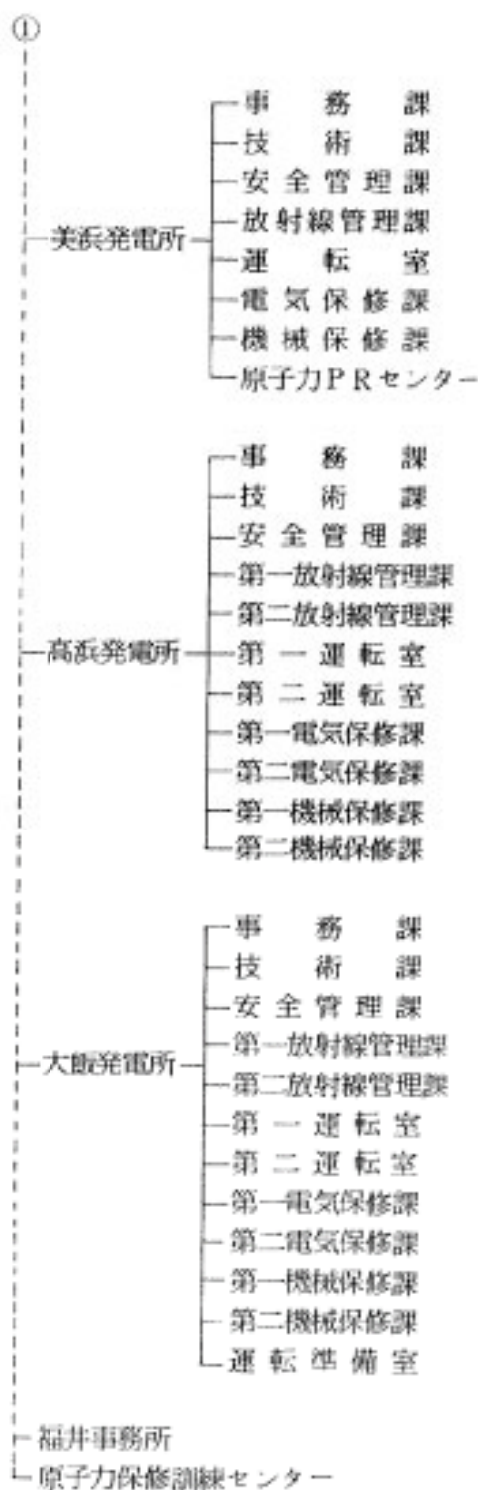 ①
美浜発電所
事務課
技術課
安全管理課
放射線管理課
運転室
電気保修課
機械保修課
原子力PRセンター
高浜発電所
事務課
技術課
安全管理課
第一放射線管理課
第二放射線管理課
第一運転室
第二運転室
第一電気保修課
第二電気保修課
第一機械保修課
第二機械保修課
大飯発電所
事務課
技術課
安全管理課
第一放射線管理課
第二放射線管理課
第一運転室
第二運転室
第一電気保修課
第二電気保修課
第一機械保修課
第二機械保修課
運転準備室
福井事務所
原子力保修訓練センター